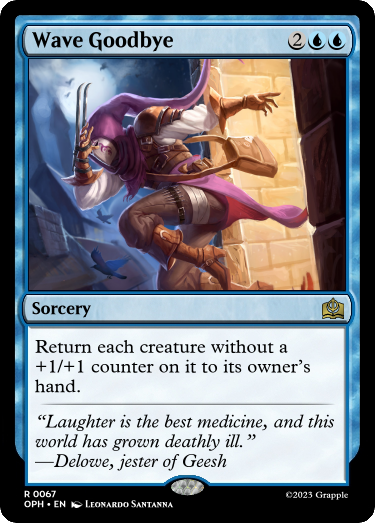 Wave Goodbye 2
Sorcery
Return each creature without a
+1/+1 counter on it to its owner's
hand.
“Laughter is the best medicine, and this
world has grown deathly ill.”
—Delowe, jester of Geesh
R 0067
OPH • EN Leonardo Santanna
©2023 Grapple